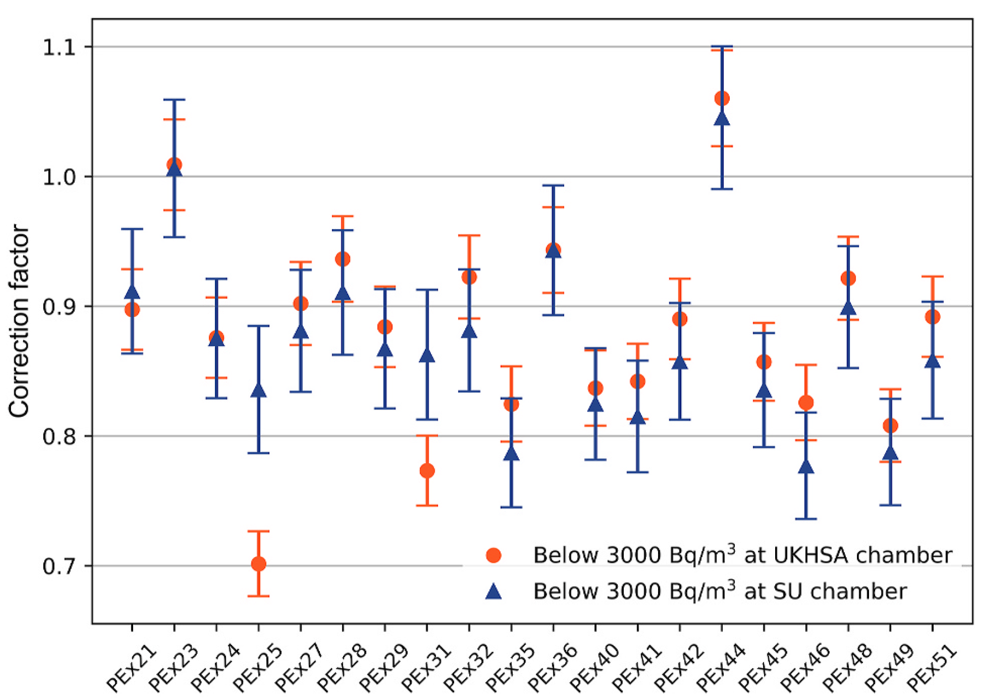 Correction factor
1.1
1.0
0.9
0.8
0.7
Below 3000 Bq/m³ at UKHSA chamber
Below 3000 Bq/m³ at SU chamber
PEx21
PEx23
PEx24
PEx25
PEx27
PEx28
PEx29
PEx31
PEx32
PEx35
PEx36
PEx40
PEx41
PEx42
PEx44
PEx45
PEx46
PEx48
PEx49
PEx51